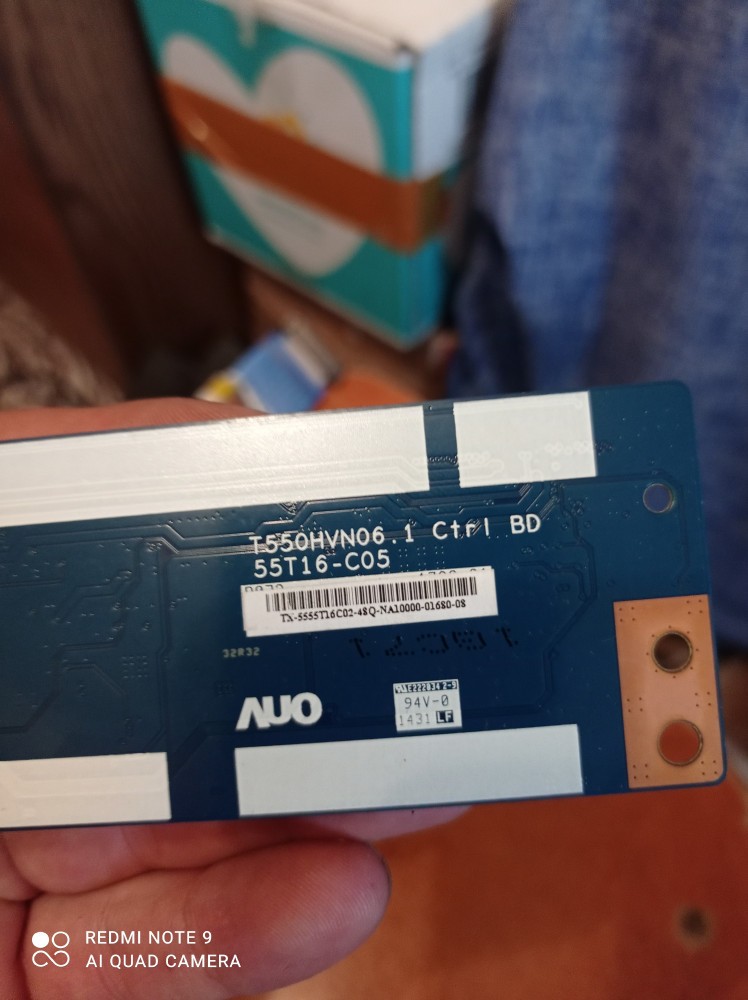 T550HVN06.1 Ctrl BD
55T16-C05
TX-5555T16C02-48Q-NA10000-01680-08
32R32
AUO
E222034
94V-0
1431 LF
REDMI NOTE 9
AI QUAD CAMERA